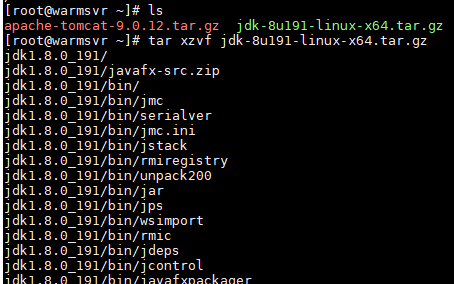 [root@warmsvr ~]# ls
apache-tomcat-9.0.12.tar.gz jdk-8u191-linux-x64.tar.gz
[root@warmsvr ~]# tar xzvf jdk-8u191-linux-x64.tar.gz
jdk1.8.0_191/
jdk1.8.0_191/javafx-src.zip
jdk1.8.0_191/bin/
jdk1.8.0_191/bin/jmc
jdk1.8.0_191/bin/serialver
jdk1.8.0_191/bin/jmc.ini
jdk1.8.0_191/bin/jstack
jdk1.8.0_191/bin/rmiregistry
jdk1.8.0_191/bin/unpack200
jdk1.8.0_191/bin/jar
jdk1.8.0_191/bin/jps
jdk1.8.0_191/bin/wsimport
jdk1.8.0_191/bin/rmic
jdk1.8.0_191/bin/jdeps
jdk1.8.0_191/bin/jcontrol
jdk1.8.0_191/bin/javafxpackager